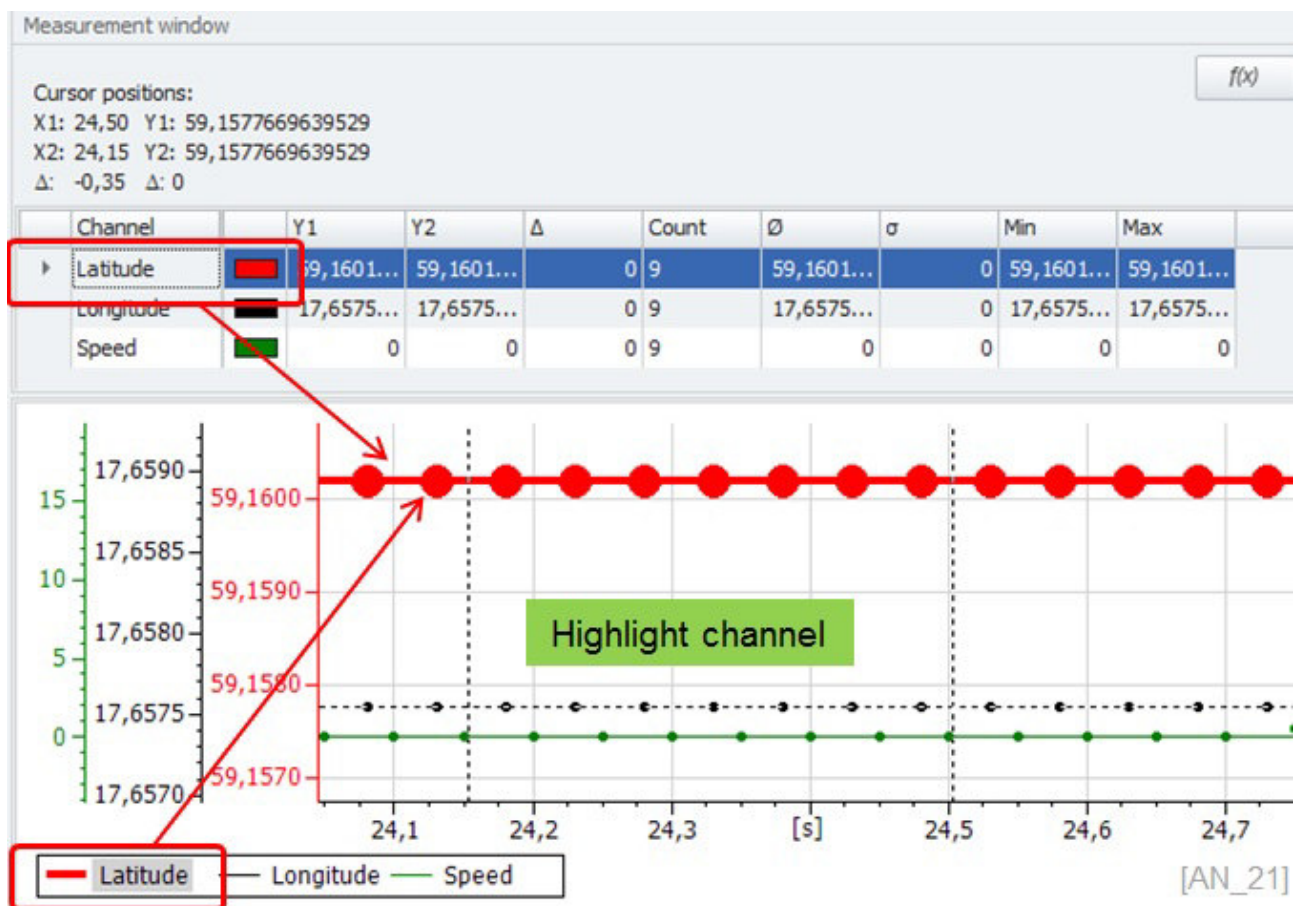 Measurement window
f(x)
Cursor positions:
X1: 24,50 Y1: 59,1577669639529
X2: 24,15 Y2: 59,1577669639529
Δ: -0,35 Δ: 0
Channel Y1 Y2 Δ Count Ø σ Min Max
Latitude 59,1601... 59,1601... 0 9 59,1601... 0 59,1601... 59,1601...
Longitude 17,6575... 17,6575... 0 9 17,6575... 0 17,6575... 17,6575...
Speed 0 0 0 9 0 0 0 0
15
10
5
0
17,6590
17,6585
17,6580
17,6575
17,6570
59,1600
59,1590
59,1580
59,1570
Highlight channel
24,1 24,2 24,3 [s] 24,5 24,6 24,7
Latitude Longitude Speed
[AN_21]